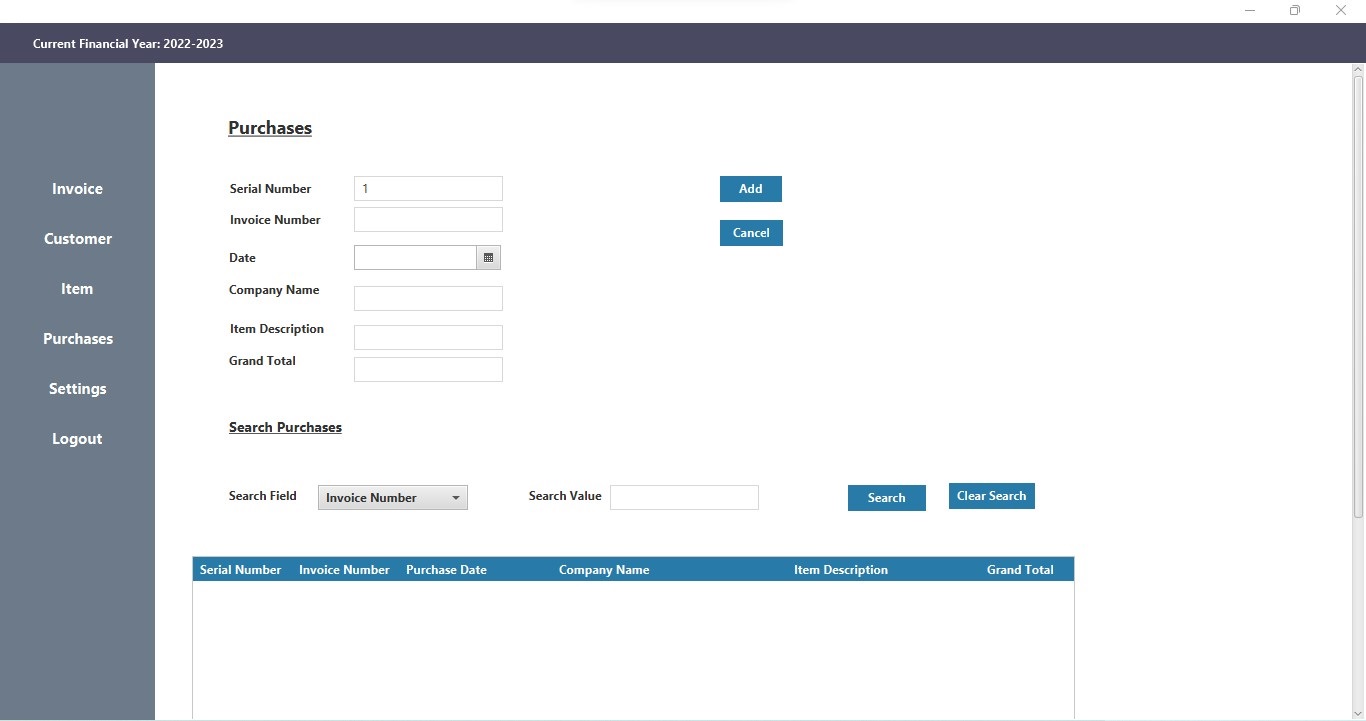 Current Financial Year: 2022-2023
Invoice
Customer
Item
Purchases
Settings
Logout
Purchases
Serial Number 1 Add
Invoice Number
Cancel
Date
Company Name
Item Description
Grand Total
Search Purchases
Search Field Invoice Number Search Value Search Clear Search
Serial Number Invoice Number Purchase Date Company Name Item Description Grand Total